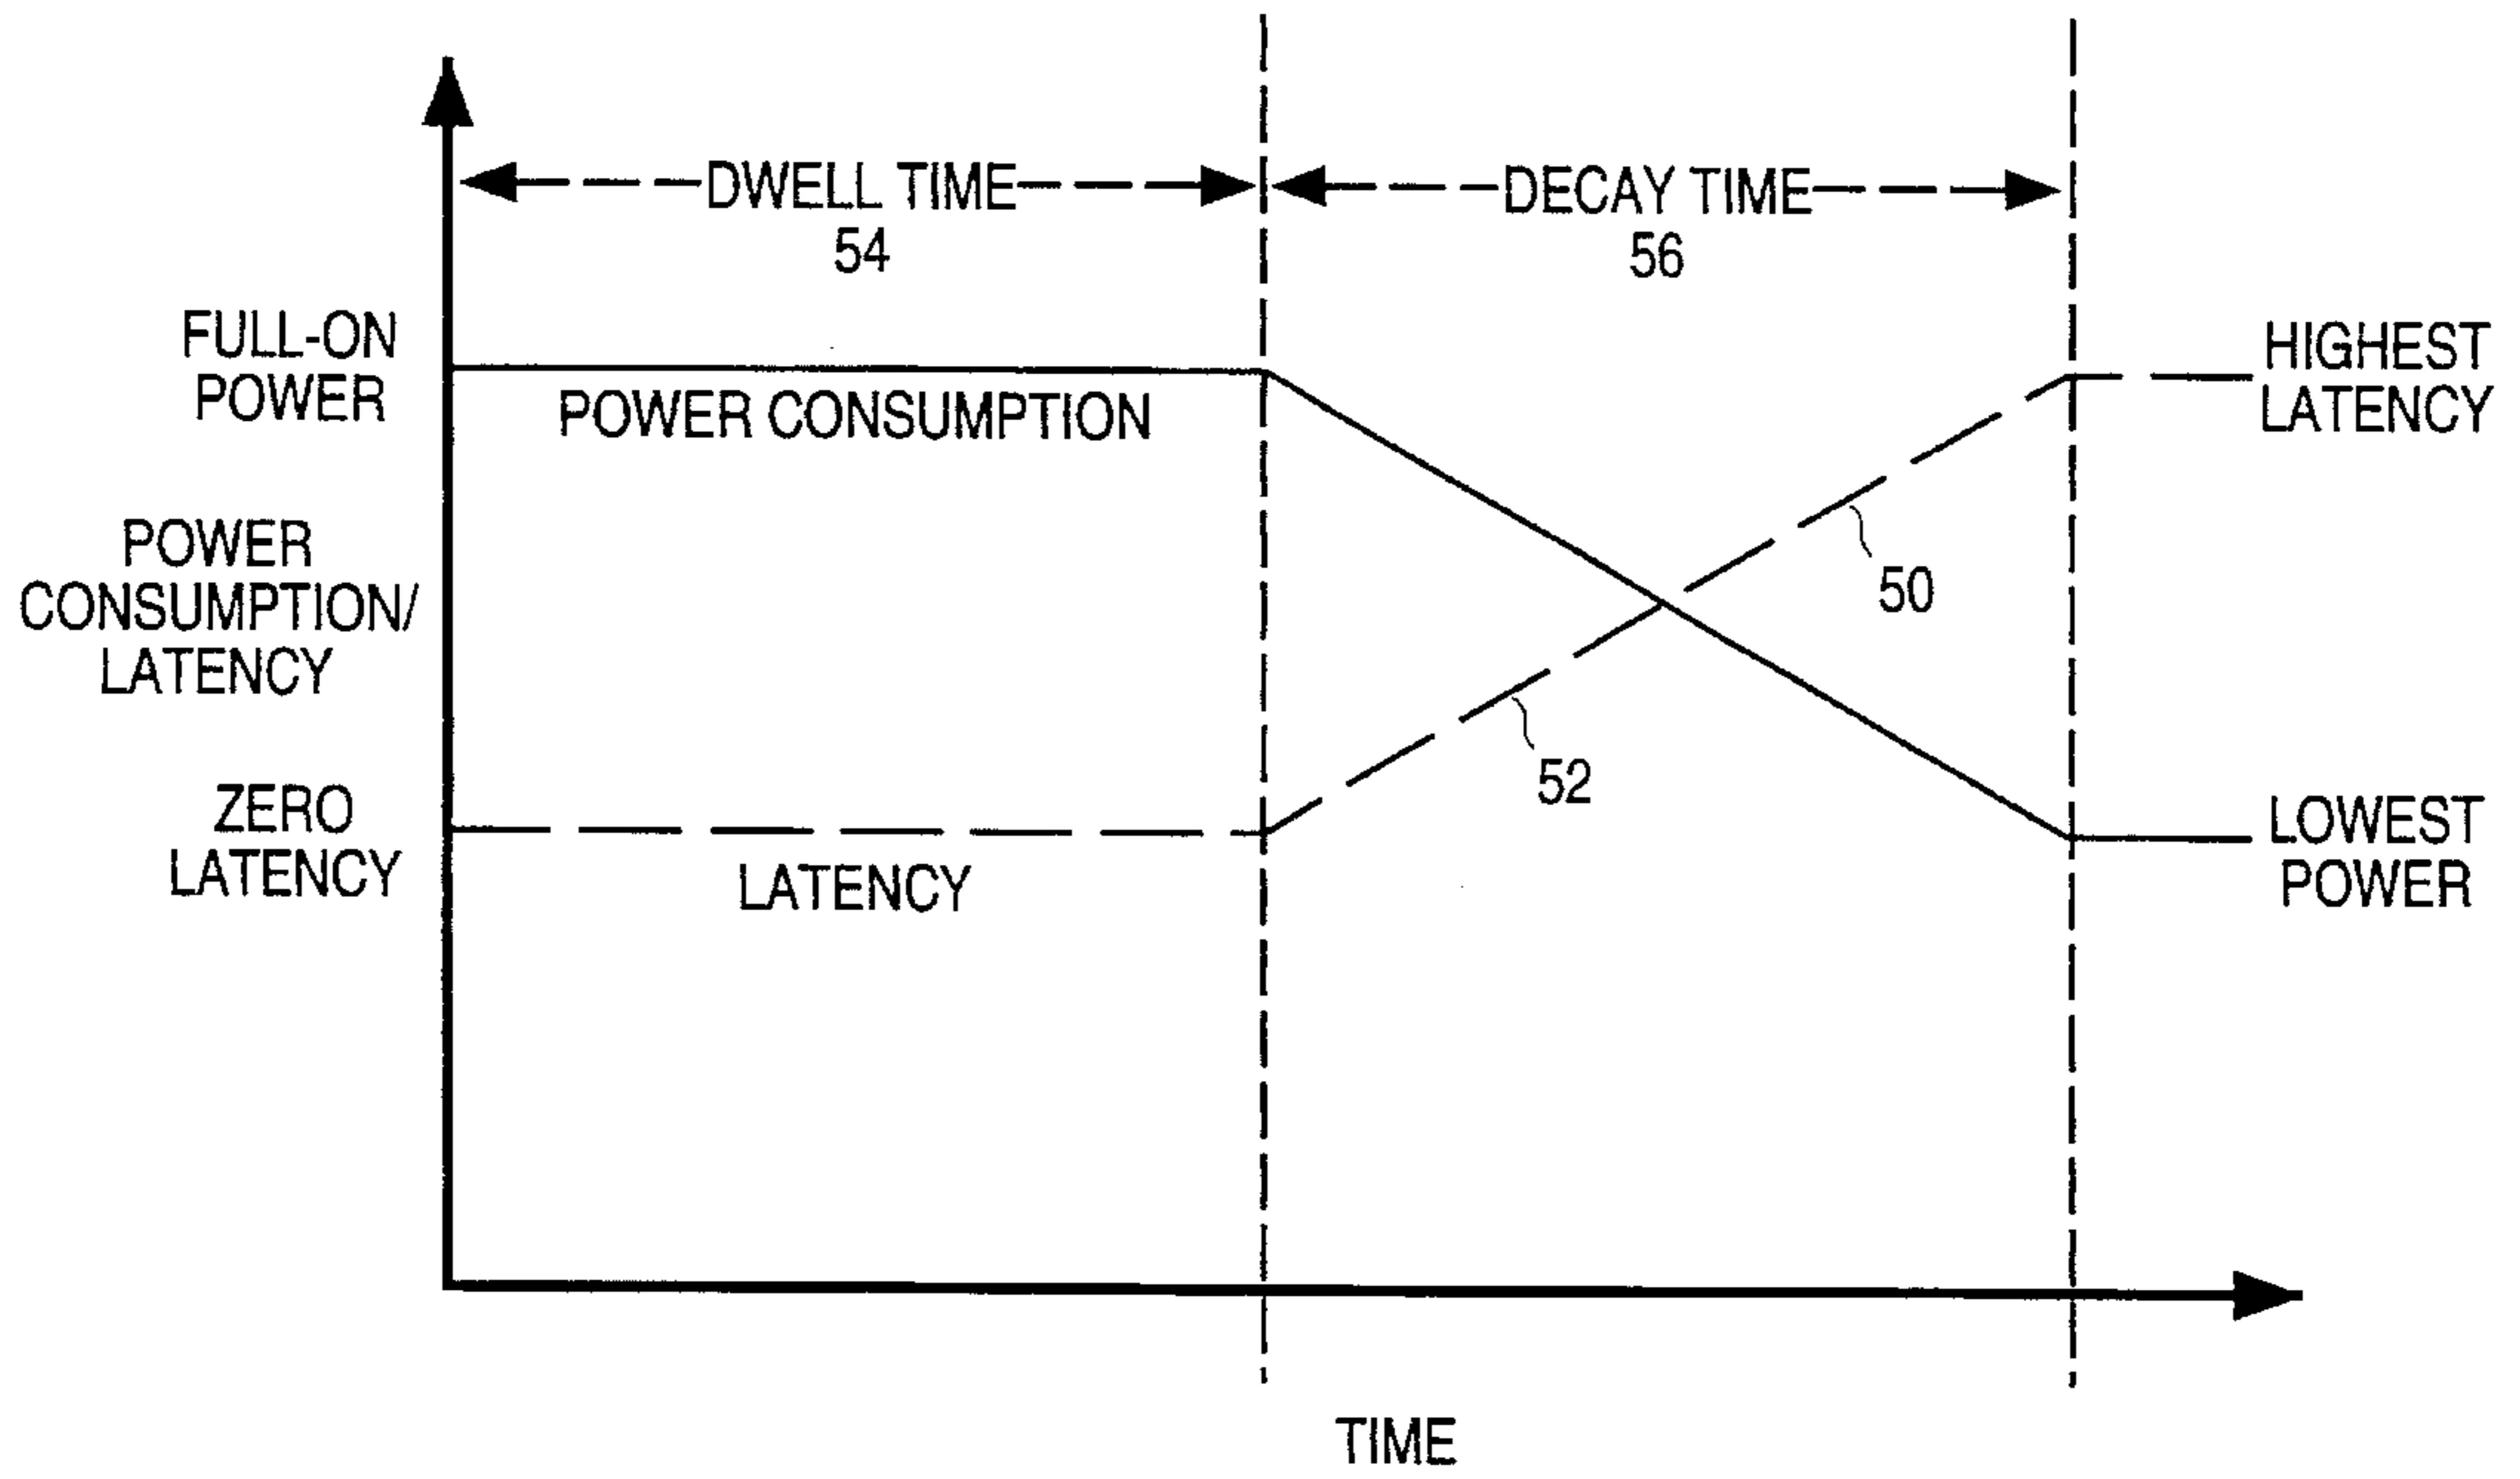 DWELL TIME
54
DECAY TIME
56
FULL-ON
POWER
HIGHEST
LATENCY
POWER CONSUMPTION
POWER
CONSUMPTION/
LATENCY
50
52
ZERO
LATENCY
LATENCY
LOWEST
POWER
TIME